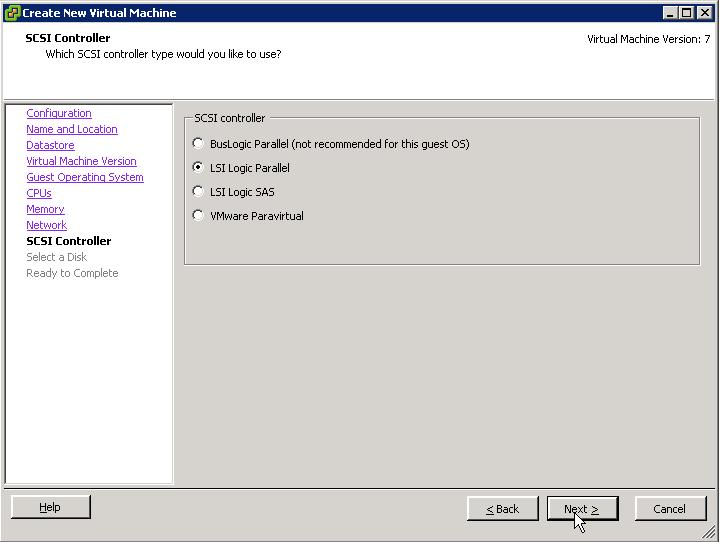 Create New Virtual Machine
SCSI Controller
Which SCSI controller type would you like to use?
Virtual Machine Version: 7
Configuration
Name and Location
Datastore
Virtual Machine Version
Guest Operating System
CPUs
Memory
Network
SCSI Controller
Select a Disk
Ready to Complete
SCSI controller
BusLogic Parallel (not recommended for this guest OS)
LSI Logic Parallel
LSI Logic SAS
VMware Paravirtual
Help
< Back
Next >
Cancel